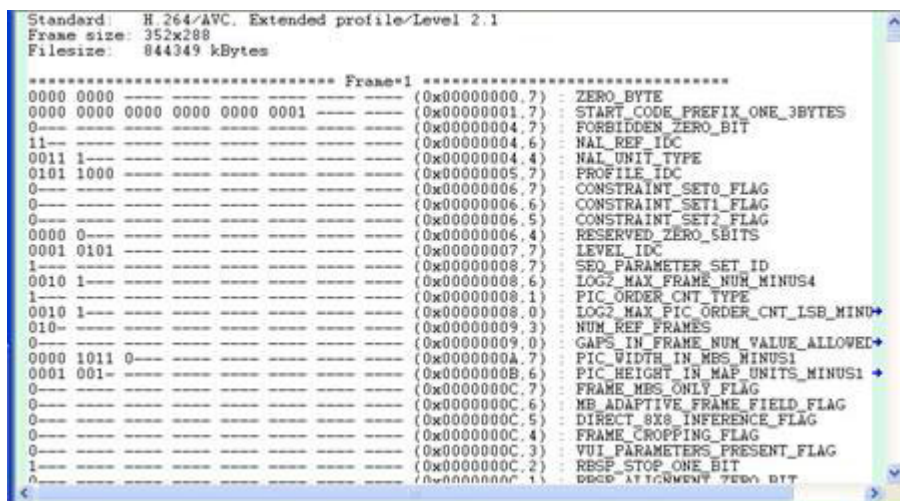 Standard:   H.264/AVC, Extended profile/Level 2.1
Frame size: 352x288
Filesize:   844349 kBytes
******************************** Frame=1 ********************************
0000 0000 ---- ---- ---- ---- ---- ---- (0x00000000,7) : ZERO_BYTE
0000 0000 0000 0000 0000 0001 ---- ---- (0x00000001,7) : START_CODE_PREFIX_ONE_3BYTES
0--- ---- ---- ---- ---- ---- ---- ---- (0x00000004,7) : FORBIDDEN_ZERO_BIT
11-- ---- ---- ---- ---- ---- ---- ---- (0x00000004,6) : NAL_REF_IDC
0011 1--- ---- ---- ---- ---- ---- ---- (0x00000004,4) : NAL_UNIT_TYPE
0101 1000 ---- ---- ---- ---- ---- ---- (0x00000005,7) : PROFILE_IDC
0--- ---- ---- ---- ---- ---- ---- ---- (0x00000006,7) : CONSTRAINT_SET0_FLAG
0--- ---- ---- ---- ---- ---- ---- ---- (0x00000006,6) : CONSTRAINT_SET1_FLAG
0--- ---- ---- ---- ---- ---- ---- ---- (0x00000006,5) : CONSTRAINT_SET2_FLAG
0000 0--- ---- ---- ---- ---- ---- ---- (0x00000006,4) : RESERVED_ZERO_5BITS
0001 0101 ---- ---- ---- ---- ---- ---- (0x00000007,7) : LEVEL_IDC
1--- ---- ---- ---- ---- ---- ---- ---- (0x00000008,7) : SEQ_PARAMETER_SET_ID
0010 1--- ---- ---- ---- ---- ---- ---- (0x00000008,6) : LOG2_MAX_FRAME_NUM_MINUS4
1--- ---- ---- ---- ---- ---- ---- ---- (0x00000008,1) : PIC_ORDER_CNT_TYPE
0010 1--- ---- ---- ---- ---- ---- ---- (0x00000008,0) : LOG2_MAX_PIC_ORDER_CNT_LSB_MINU
010- ---- ---- ---- ---- ---- ---- ---- (0x00000009,3) : NUM_REF_FRAMES
0--- ---- ---- ---- ---- ---- ---- ---- (0x00000009,0) : GAPS_IN_FRAME_NUM_VALUE_ALLOWED
0000 1011 0--- ---- ---- ---- ---- ---- (0x0000000A,7) : PIC_WIDTH_IN_MBS_MINUS1
0001 001- ---- ---- ---- ---- ---- ---- (0x0000000B,6) : PIC_HEIGHT_IN_MAP_UNITS_MINUS1
0--- ---- ---- ---- ---- ---- ---- ---- (0x0000000C,7) : FRAME_MBS_ONLY_FLAG
0--- ---- ---- ---- ---- ---- ---- ---- (0x0000000C,6) : MB_ADAPTIVE_FRAME_FIELD_FLAG
0--- ---- ---- ---- ---- ---- ---- ---- (0x0000000C,5) : DIRECT_8X8_INFERENCE_FLAG
0--- ---- ---- ---- ---- ---- ---- ---- (0x0000000C,4) : FRAME_CROPPING_FLAG
0--- ---- ---- ---- ---- ---- ---- ---- (0x0000000C,3) : VUI_PARAMETERS_PRESENT_FLAG
1--- ---- ---- ---- ---- ---- ---- ---- (0x0000000C,2) : RBSP_STOP_ONE_BIT
0--- ---- ---- ---- ---- ---- ---- ---- (0x0000000C,1) : RBSP_ALIGNMENT_ZERO_BIT